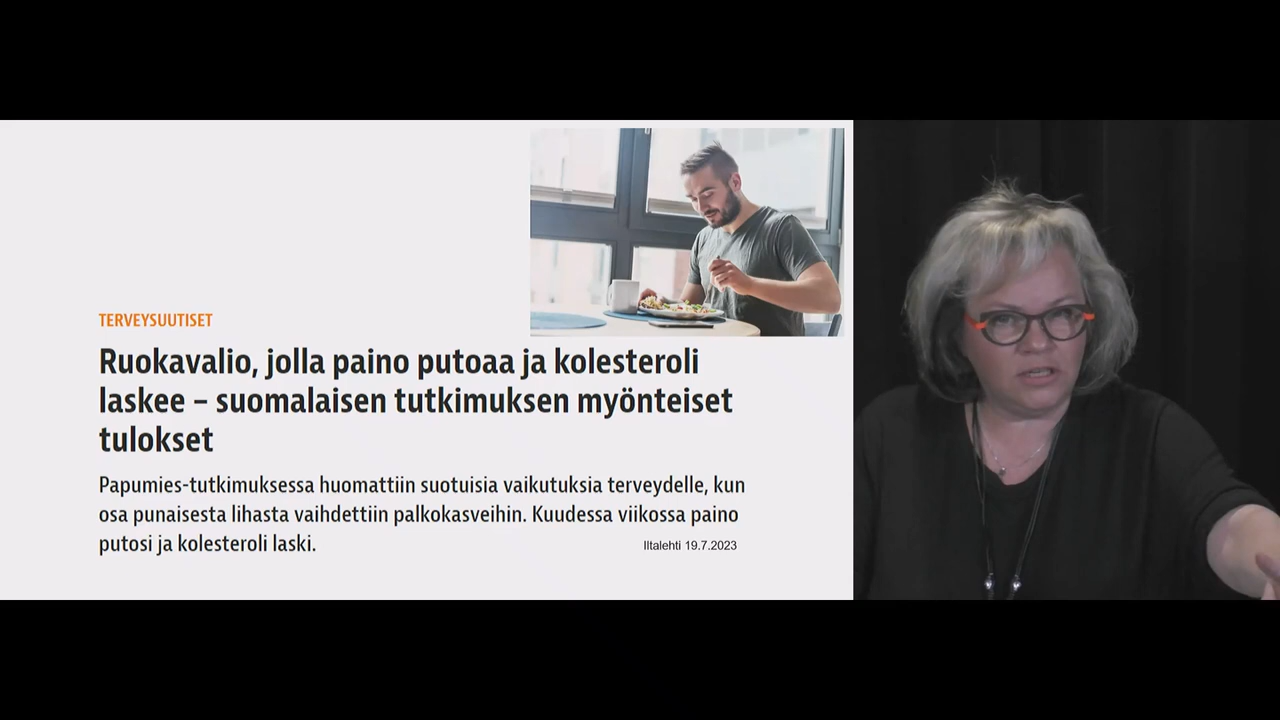 TERVEYSUUTISET
Ruokavalio, jolla paino putoaa ja kolesteroli
laskee – suomalaisen tutkimuksen myönteiset
tulokset
Papumies-tutkimuksessa huomattiin suotuisia vaikutuksia terveydelle, kun
osa punaisesta lihasta vaihdettiin palkokasveihin. Kuudessa viikossa paino
putosi ja kolesteroli laski.
Iltalehti 19.7.2023